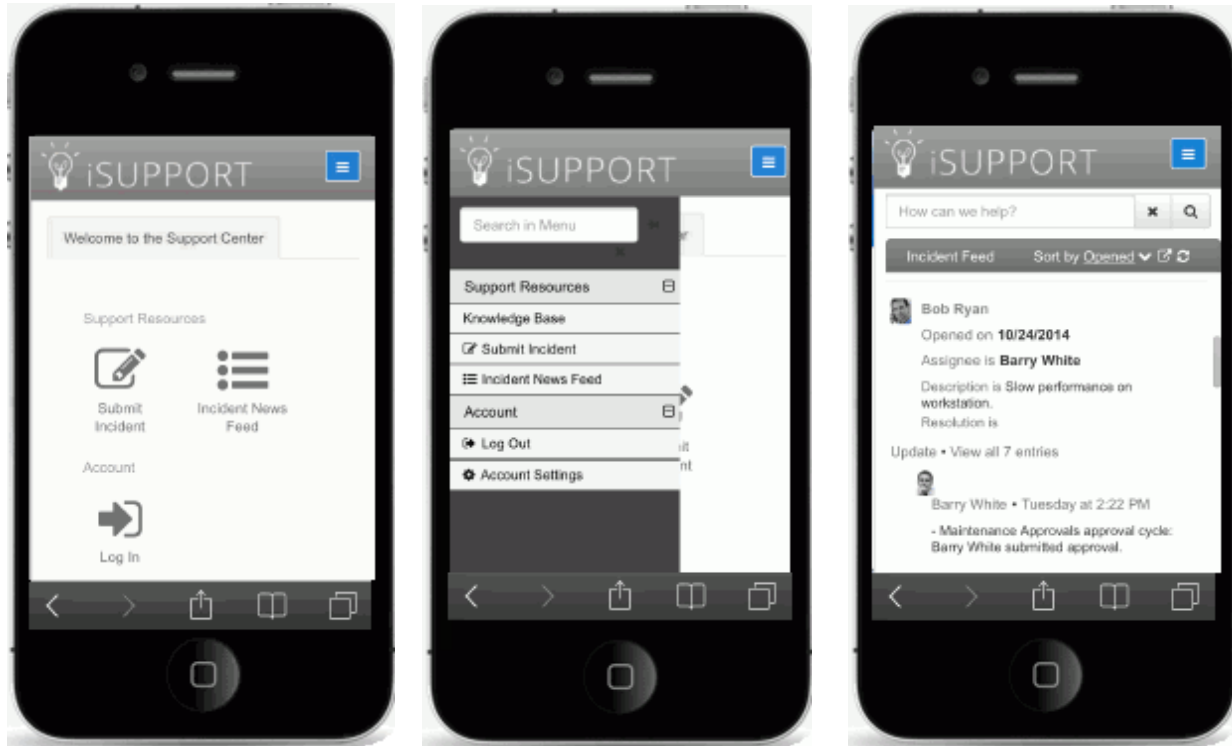 iSUPPORT
Welcome to the Support Center
Support Resources
Submit
Incident
Incident News
Feed
Account
Log In
iSUPPORT
Search in Menu
Support Resources
Knowledge Base
Submit Incident
Incident News Feed
Account
Log Out
Account Settings
iSUPPORT
How can we help?
Incident Feed Sort by Opened
Bob Ryan
Opened on 10/24/2014
Assignee is Barry White
Description is Slow performance on
workstation.
Resolution is
Update • View all 7 entries
Barry White • Tuesday at 2:22 PM
- Maintenance Approvals approval cycle:
Barry White submitted approval.